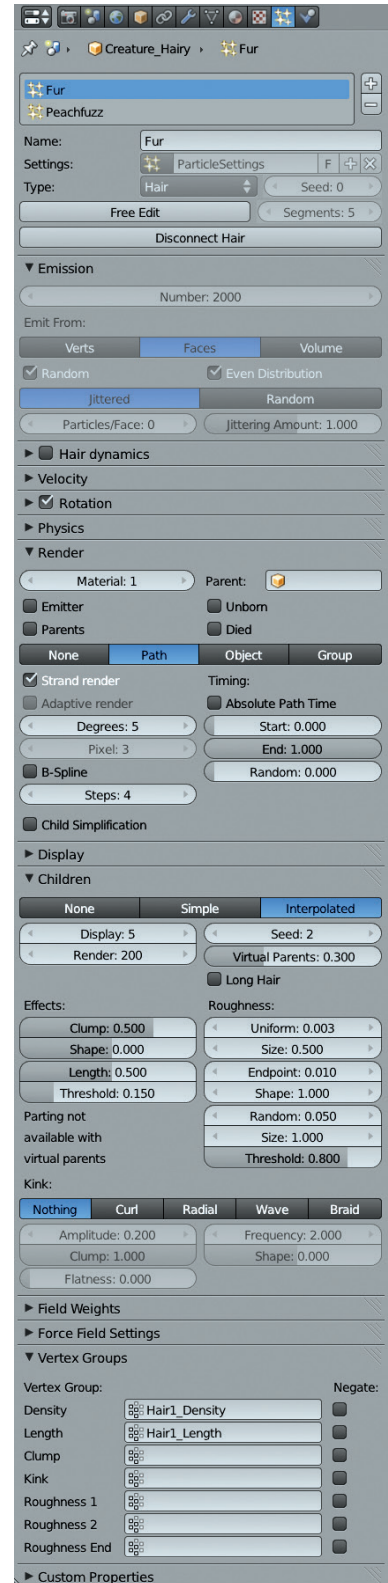 Creature_Hairy Fur
Fur
Peachfuzz
Name: Fur
Settings: ParticleSettings F
Type: Hair Seed: 0
Free Edit Segments: 5
Disconnect Hair
Emission
Number: 2000
Emit From:
Verts Faces Volume
Random Even Distribution
Jittered Random
Particles/Face: 0 Jittering Amount: 1.000
Hair dynamics
Velocity
Rotation
Physics
Render
Material: 1 Parent:
Emitter Unborn
Parents Died
None Path Object Group
Strand render Timing:
Adaptive render Absolute Path Time
Degrees: 5 Start: 0.000
Pixel: 3 End: 1.000
B-Spline Random: 0.000
Steps: 4
Child Simplification
Display
Children
None Simple Interpolated
Display: 5 Seed: 2
Render: 200 Virtual Parents: 0.300
Long Hair
Effects: Roughness:
Clump: 0.500 Uniform: 0.003
Shape: 0.000 Size: 0.500
Length: 0.500 Endpoint: 0.010
Threshold: 0.150 Shape: 1.000
Parting not Random: 0.050
available with Size: 1.000
virtual parents Threshold: 0.800
Kink:
Nothing Curl Radial Wave Braid
Amplitude: 0.200 Frequency: 2.000
Clump: 1.000 Shape: 0.000
Flatness: 0.000
Field Weights
Force Field Settings
Vertex Groups
Vertex Group: Negate:
Density Hair1_Density
Length Hair1_Length
Clump
Kink
Roughness 1
Roughness 2
Roughness End
Custom Properties